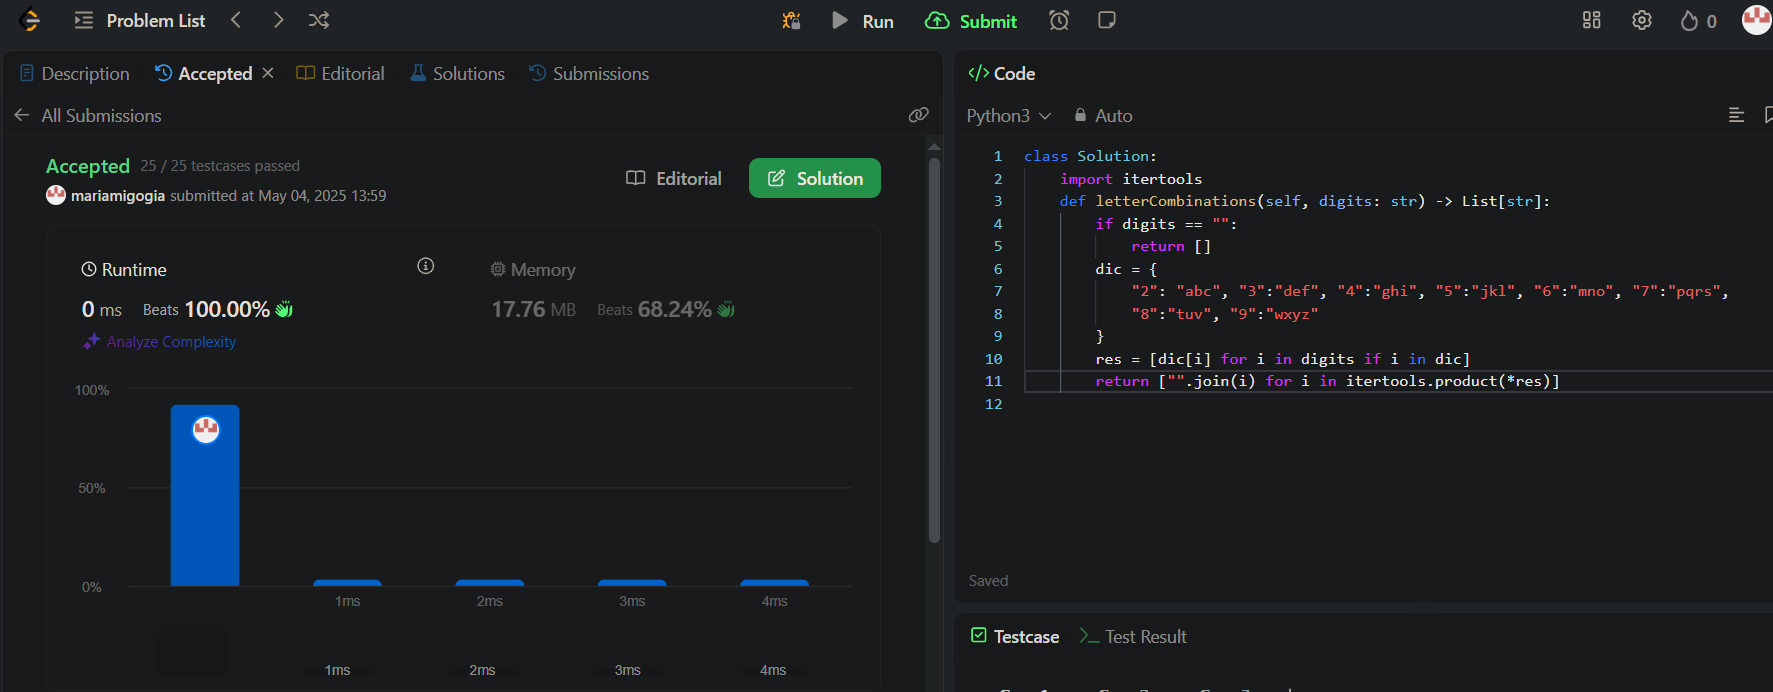 Problem List
Run
Submit
0
Description
Accepted
Editorial
Solutions
Submissions
All Submissions
Accepted 25 / 25 testcases passed
mariamigogia submitted at May 04, 2025 13:59
Editorial
Solution
Runtime
0 ms Beats 100.00%
Analyze Complexity
Memory
17.76 MB Beats 68.24%
100%
50%
0%
1ms 2ms 3ms 4ms
1ms 2ms 3ms 4ms
</> Code
Python3 Auto
1 class Solution:
2     import itertools
3     def letterCombinations(self, digits: str) -> List[str]:
4         if digits == "":
5             return []
6         dic = {
7             "2": "abc", "3":"def", "4":"ghi", "5":"jkl", "6":"mno", "7":"pqrs",
8             "8":"tuv", "9":"wxyz"
9         }
10         res = [dic[i] for i in digits if i in dic]
11         return ["".join(i) for i in itertools.product(*res)]
12
Saved
Testcase
>_ Test Result